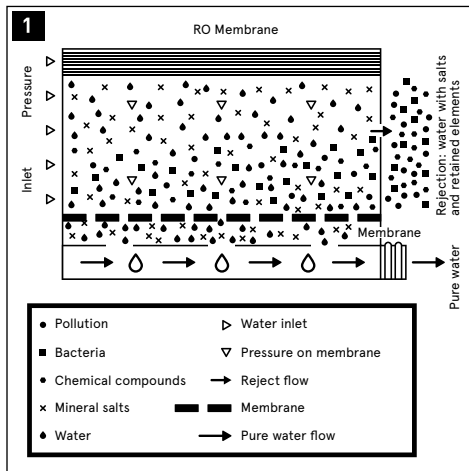 1
RO Membrane
Pressure
Inlet
Rejection: water with salts
and retained elements
Membrane
Pure water
Pollution
Bacteria
Chemical compounds
Mineral salts
Water
Water inlet
Pressure on membrane
Reject flow
Membrane
Pure water flow